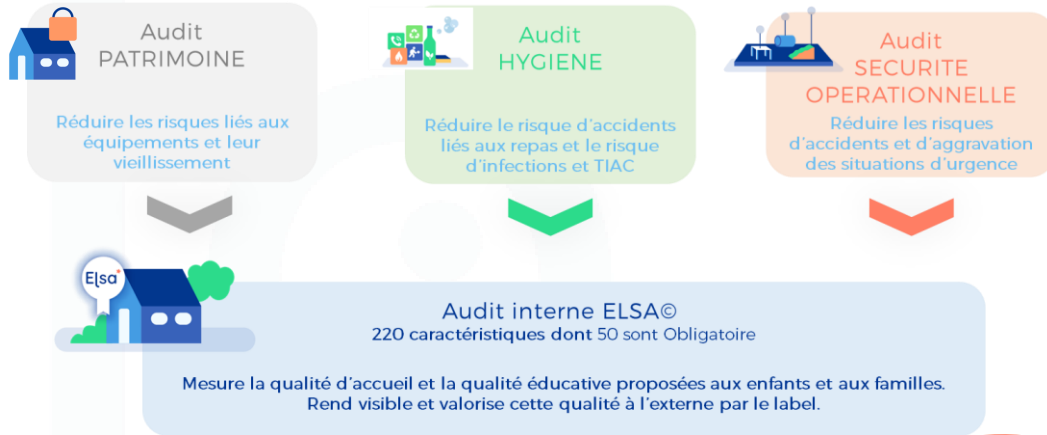 Audit
PATRIMOINE
Réduire les risques liés aux
équipements et leur
vieillissement
Audit
HYGIENE
Réduire le risque d'accidents
liés aux repas et le risque
d'infections et TIAC
Audit
SECURITE
OPERATIONNELLE
Réduire les risques
d'accidents et d'aggravation
des situations d'urgence
Elsa
Audit interne ELSA©
220 caractéristiques dont 50 sont Obligatoire
Mesure la qualité d'accueil et la qualité éducative proposées aux enfants et aux familles.
Rend visible et valorise cette qualité à l'externe par le label.